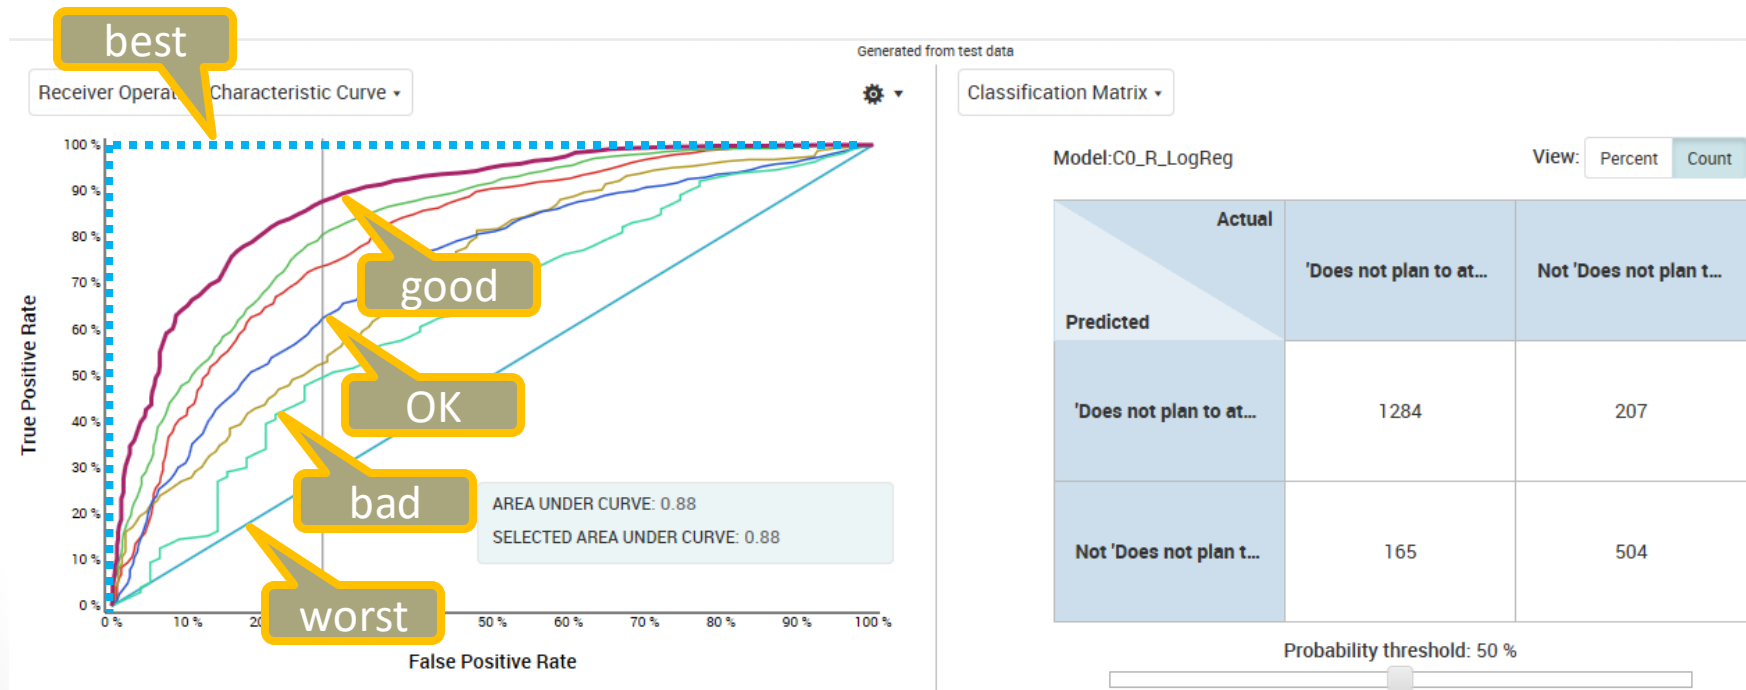 best
Generated from test data
Receiver Operat Characteristic Curve
Classification Matrix
100 %
90 %
80 %
70 %
60 %
50 %
40 %
30 %
20 %
10 %
0 %
True Positive Rate
good
OK
bad
worst
AREA UNDER CURVE: 0.88
SELECTED AREA UNDER CURVE: 0.88
0 % 10 % 20 50 % 60 % 70 % 80 % 90 % 100 %
False Positive Rate
Model:C0_R_LogReg
View: Percent Count
Actual
Predicted
'Does not plan to at... Not 'Does not plan t...
'Does not plan to at... 1284 207
Not 'Does not plan t... 165 504
Probability threshold: 50 %